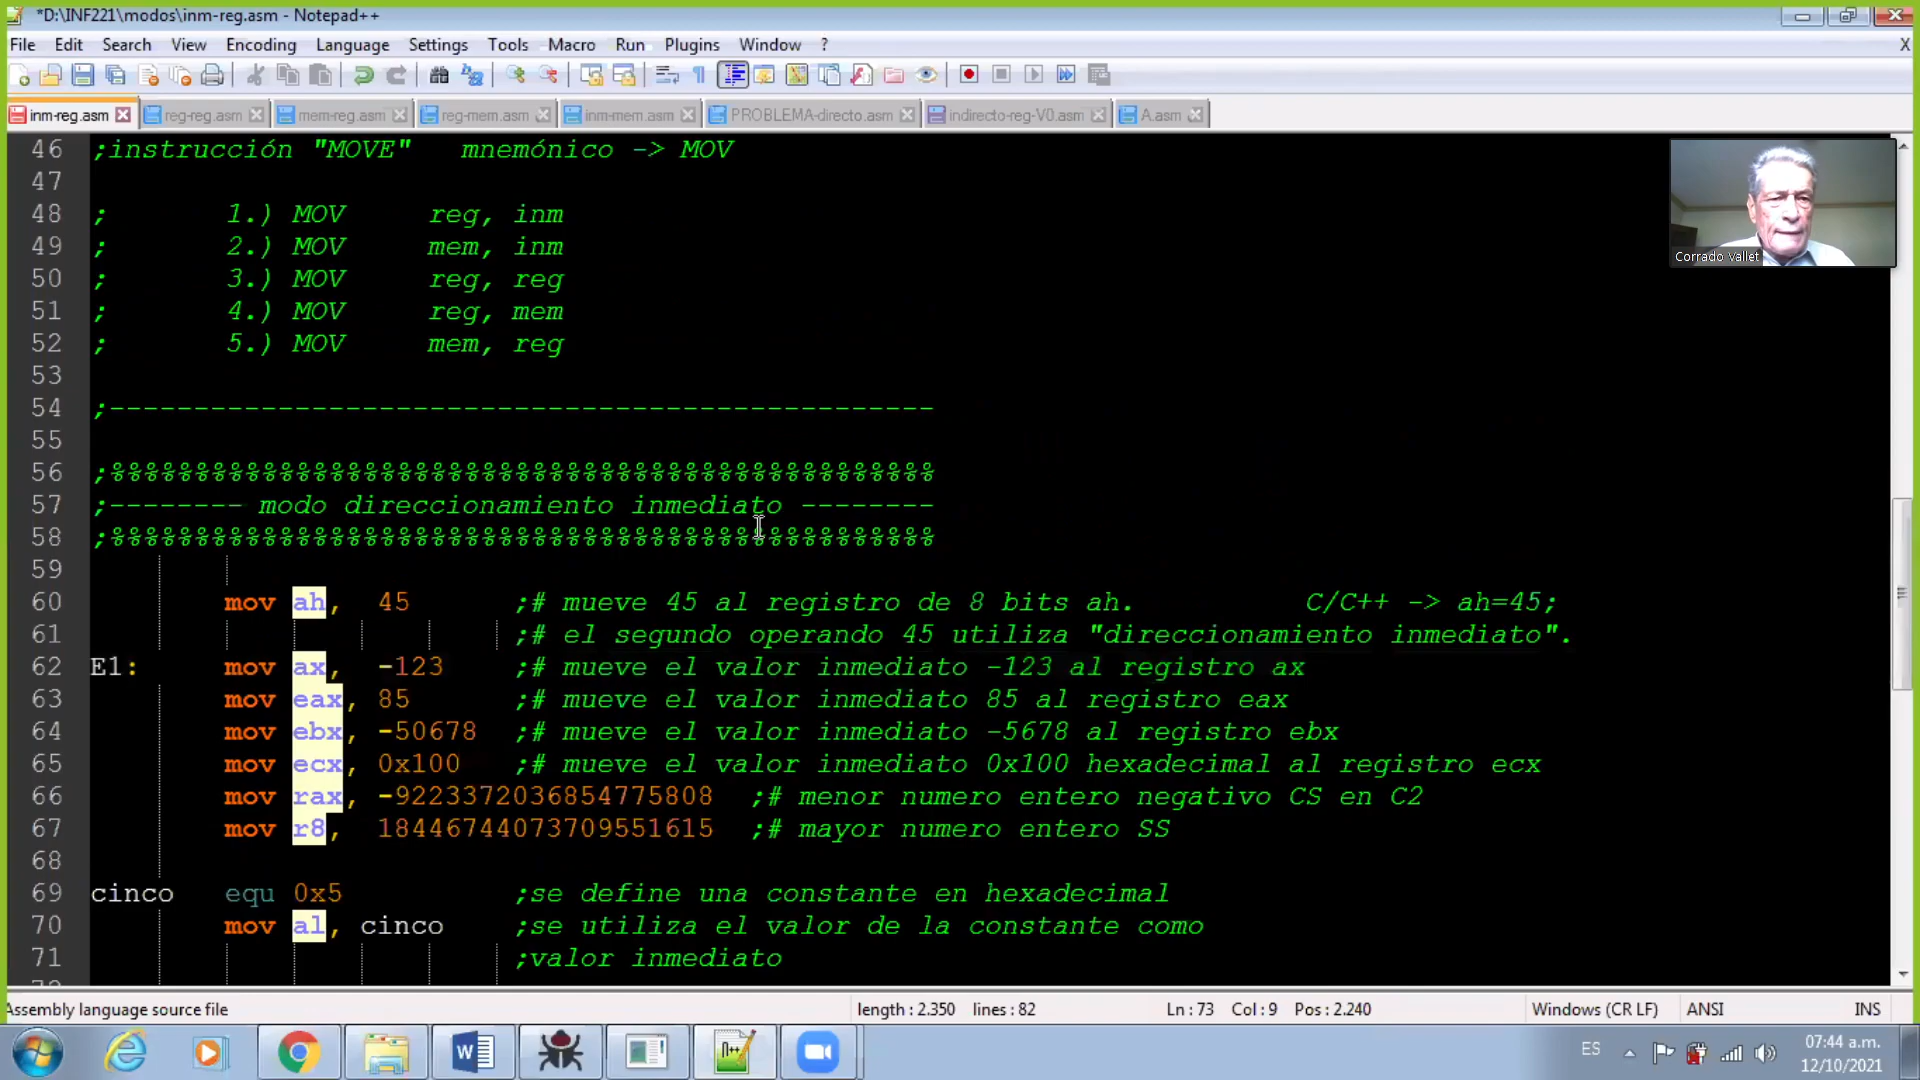 *D:\INF221\modos\inm-reg.asm - Notepad++
File Edit Search View Encoding Language Settings Tools Macro Run Plugins Window ? X
inm-reg.asm reg-reg.asm mem-reg.asm reg-mem.asm inm-mem.asm PROBLEMA-directo.asm indirecto-reg-V0.asm A.asm
46 ;instrucción "MOVE" mnemónico -> MOV
47
48 ; 1.) MOV reg, inm
49 ; 2.) MOV mem, inm
50 ; 3.) MOV reg, reg
51 ; 4.) MOV reg, mem
52 ; 5.) MOV mem, reg
53
54 ;-------------------------------------------------
55
56 ;%%%%%%%%%%%%%%%%%%%%%%%%%%%%%%%%%%%%%%%%%%%%%%%%%
57 ;-------- modo direccionamiento inmediato --------
58 ;%%%%%%%%%%%%%%%%%%%%%%%%%%%%%%%%%%%%%%%%%%%%%%%%%
59
60 mov ah, 45 ;# mueve 45 al registro de 8 bits ah. C/C++ -> ah=45;
61 ;# el segundo operando 45 utiliza "direccionamiento inmediato".
62 E1: mov ax, -123 ;# mueve el valor inmediato -123 al registro ax
63 mov eax, 85 ;# mueve el valor inmediato 85 al registro eax
64 mov ebx, -50678 ;# mueve el valor inmediato -5678 al registro ebx
65 mov ecx, 0x100 ;# mueve el valor inmediato 0x100 hexadecimal al registro ecx
66 mov rax, -9223372036854775808 ;# menor numero entero negativo CS en C2
67 mov r8, 18446744073709551615 ;# mayor numero entero SS
68
69 cinco equ 0x5 ;se define una constante en hexadecimal
70 mov al, cinco ;se utiliza el valor de la constante como
71 ;valor inmediato
Corrado Vallet
Assembly language source file length : 2.350 lines : 82 Ln : 73 Col : 9 Pos : 2.240 Windows (CR LF) ANSI INS
ES 07:44 a.m.
12/10/2021